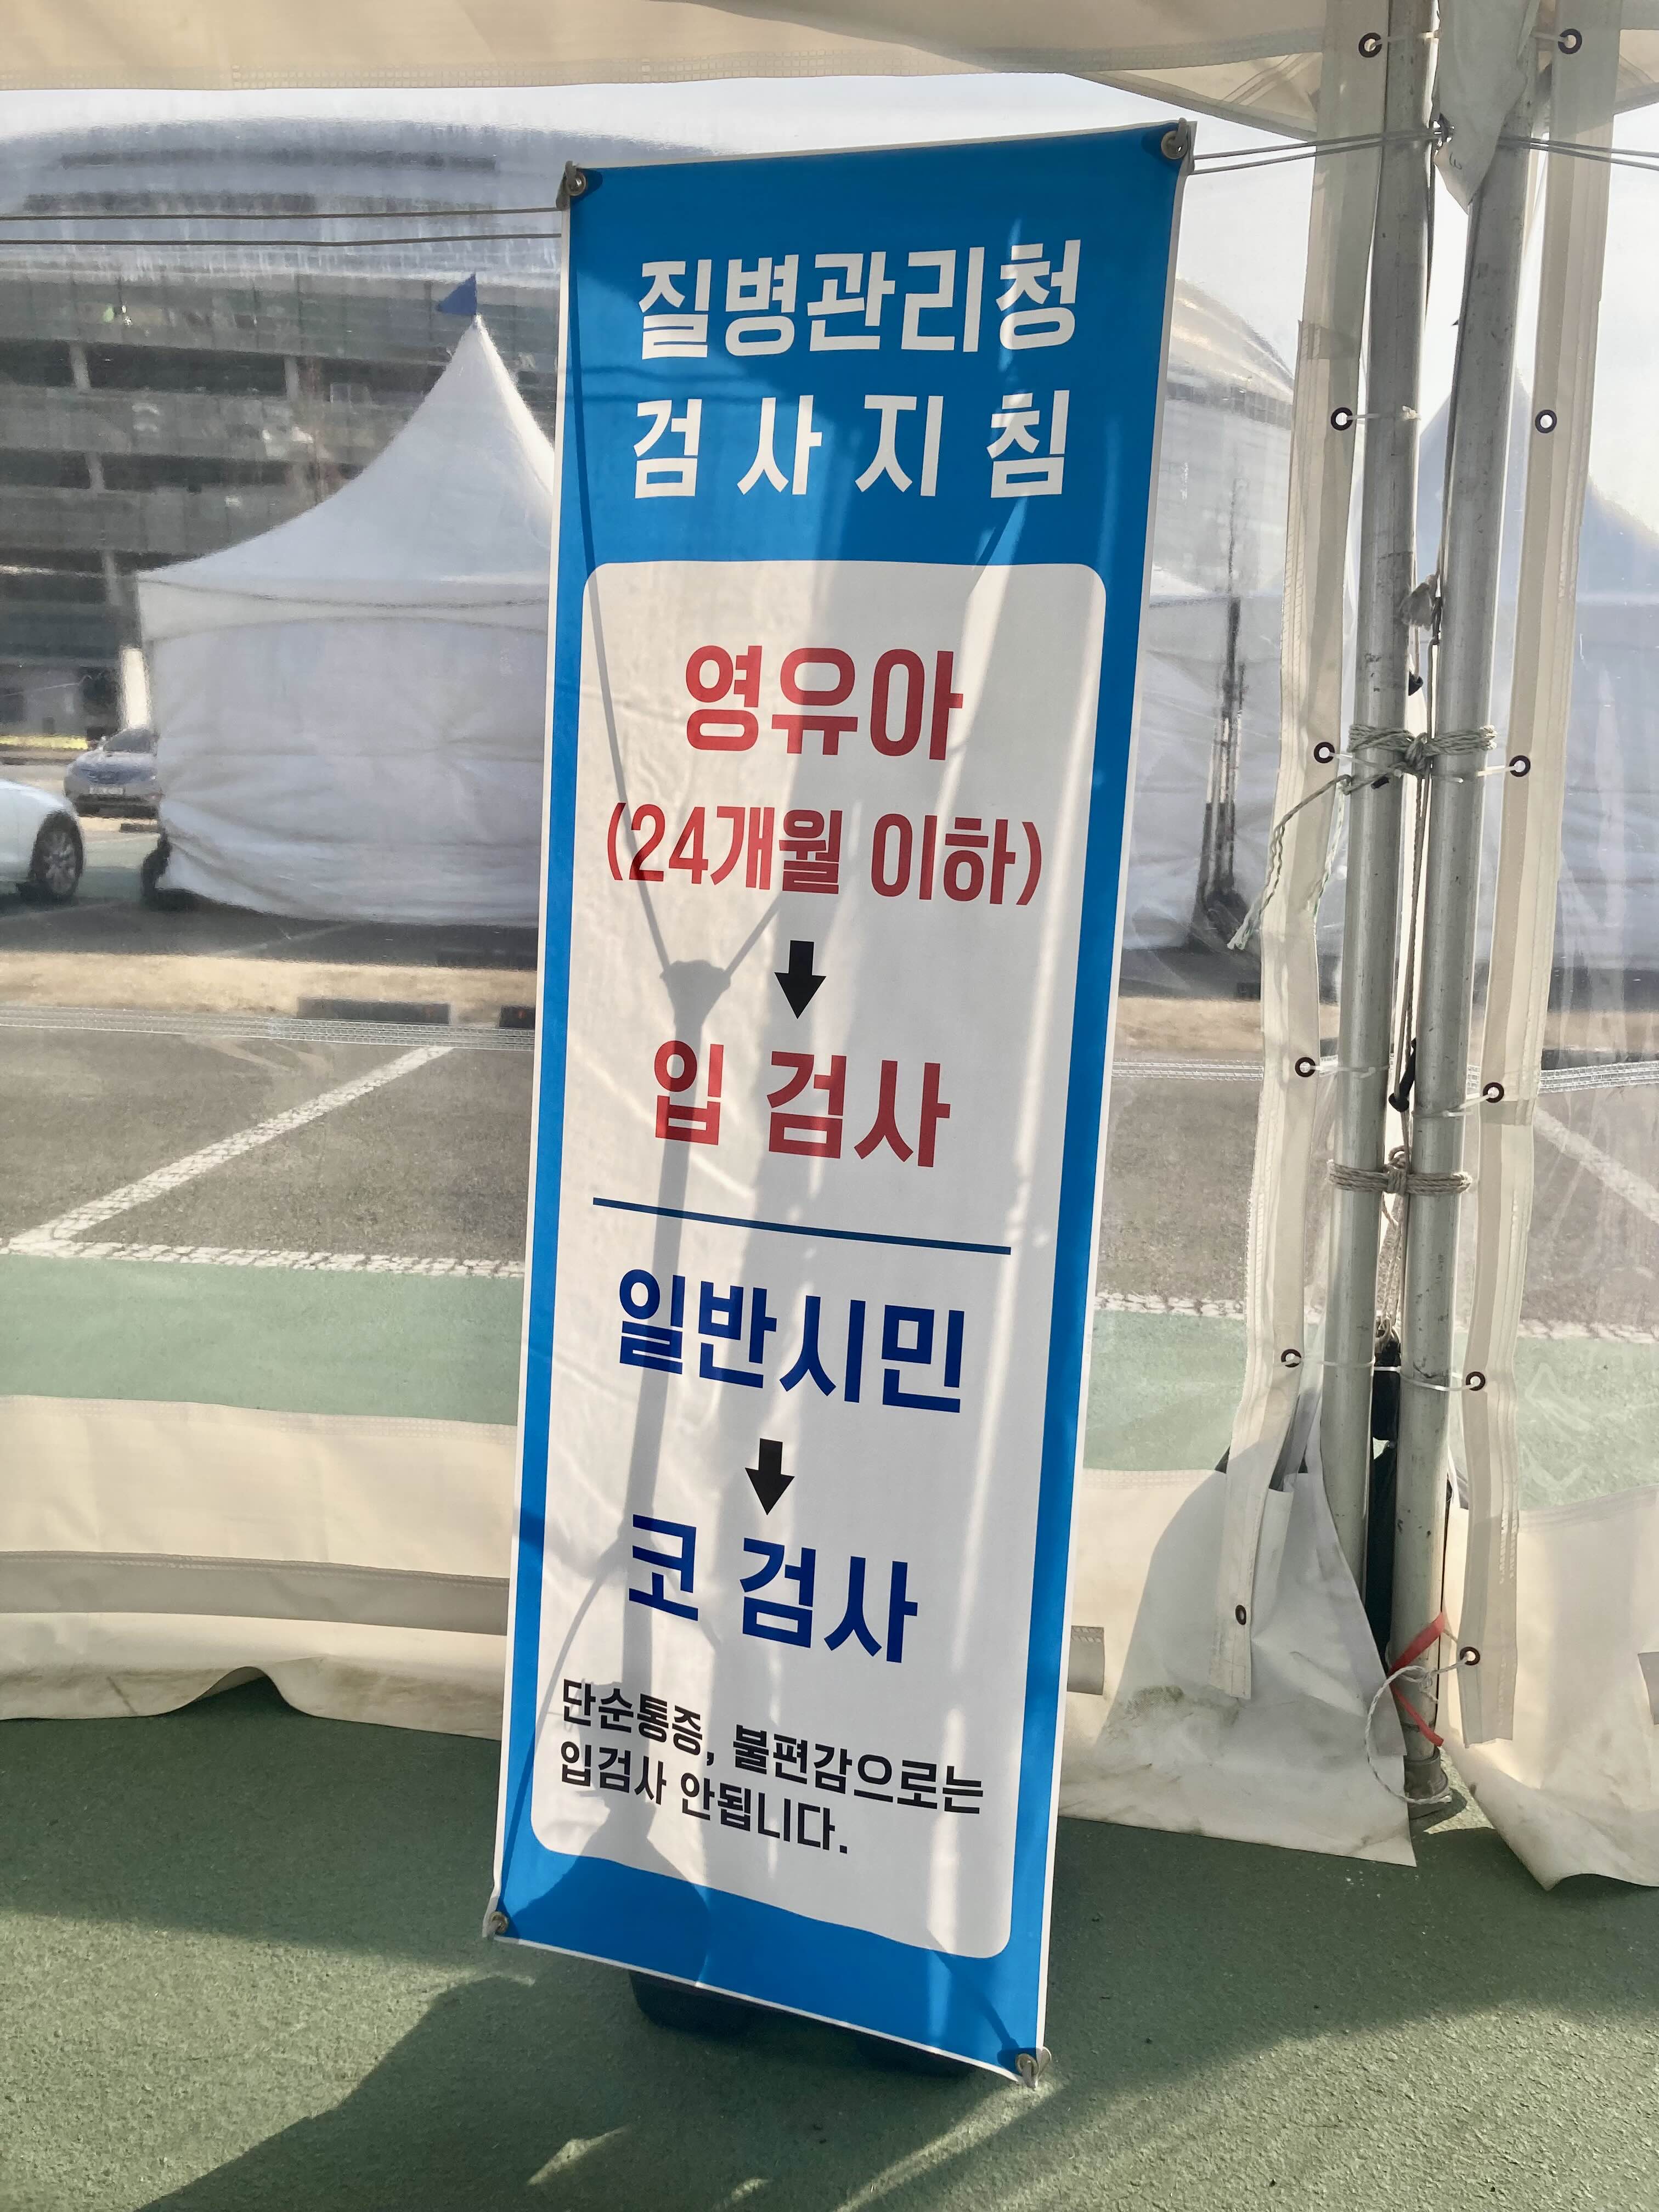 질병관리청
검사지침
영유아
(24개월 이하)
입 검사
일반시민
코 검사
단순통증, 불편감으로는
입검사 안됩니다.